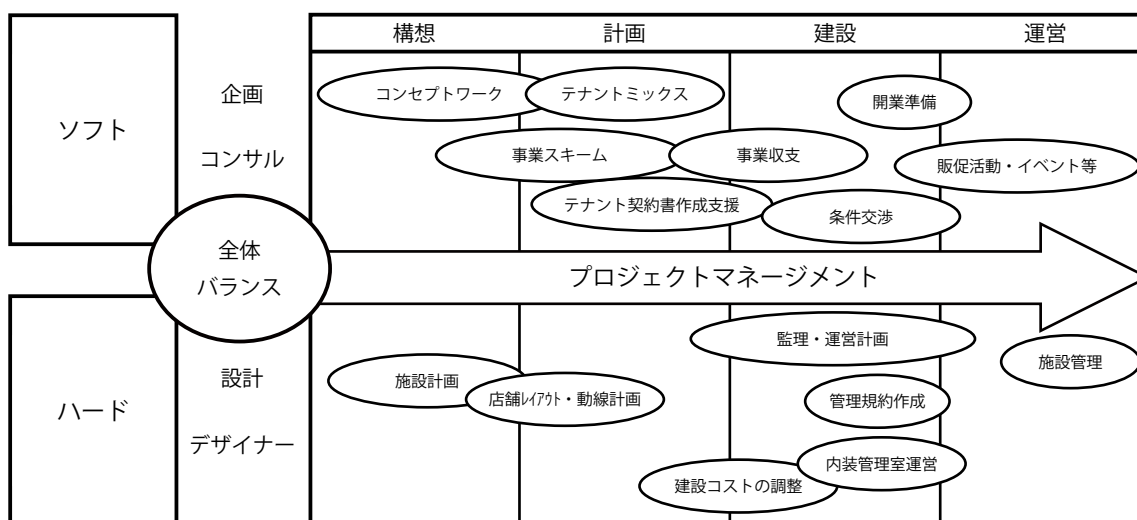 構想
計画
建設
運営
ソフト
企画
コンサル
コンセプトワーク
テナントミックス
開業準備
事業スキーム
事業収支
販促活動・イベント等
テナント契約書作成支援
条件交渉
全体
バランス
プロジェクトマネージメント
ハード
設計
デザイナー
監理・運営計画
施設管理
施設計画
店舗ﾚｲｱｳﾄ・動線計画
管理規約作成
内装管理室運営
建設コストの調整